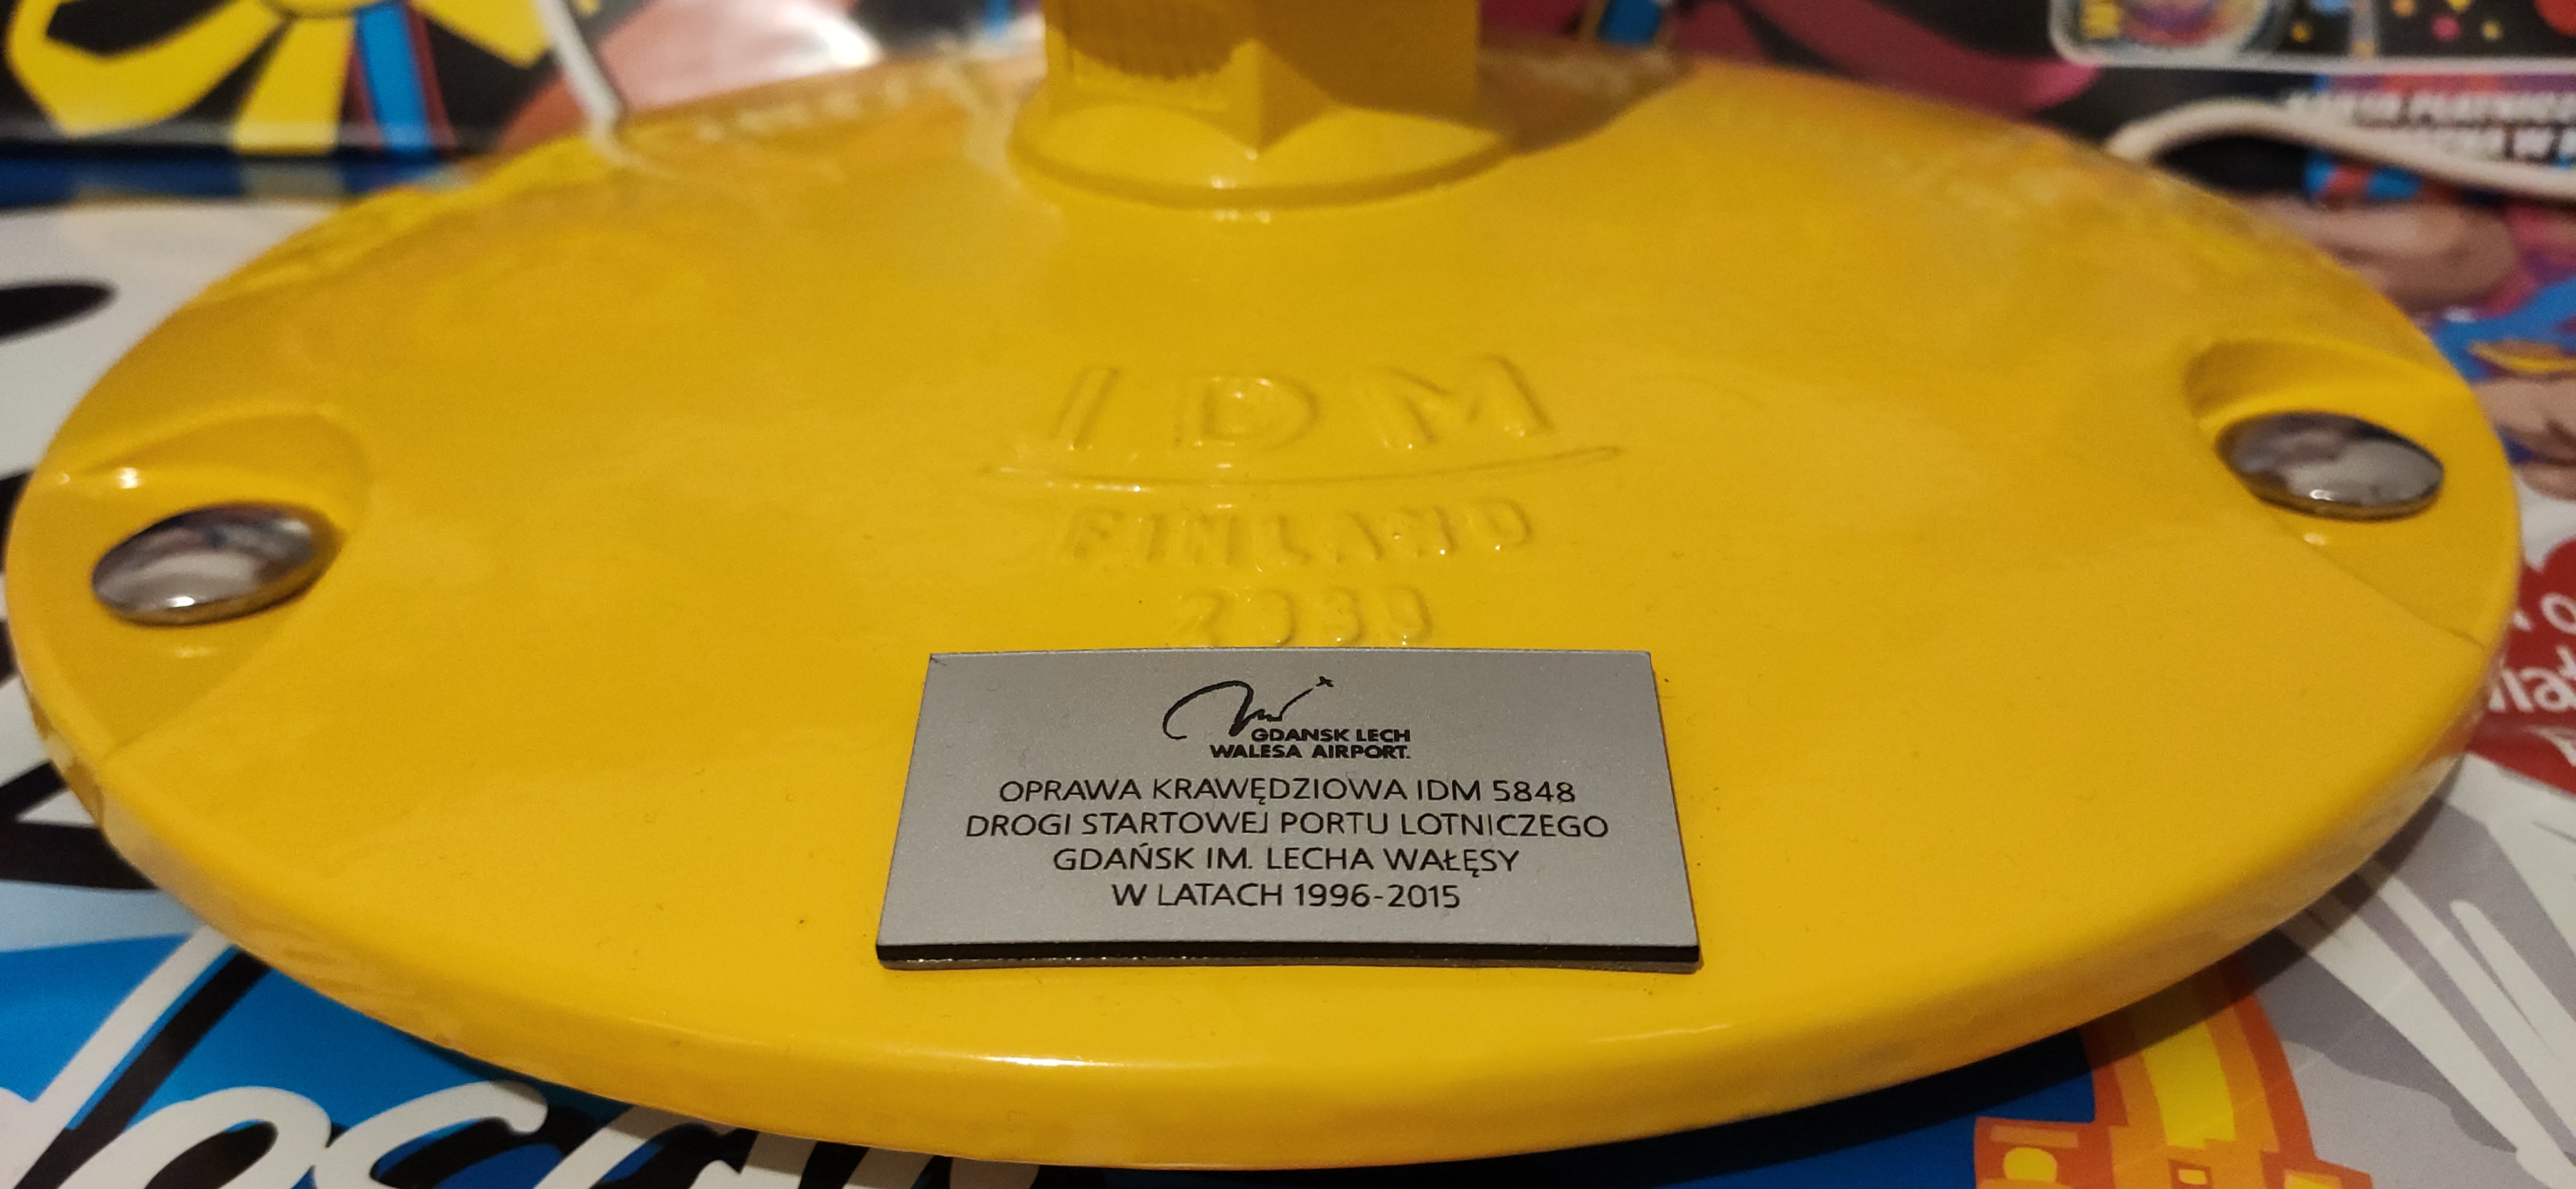 IDM
FINLAND
GDANSK LECH
WALESA AIRPORT.
OPRAWA KRAWĘDZIOWA IDM 5848
DROGI STARTOWEJ PORTU LOTNICZEGO
GDAŃSK IM. LECHA WAŁĘSY
W LATACH 1996-2015